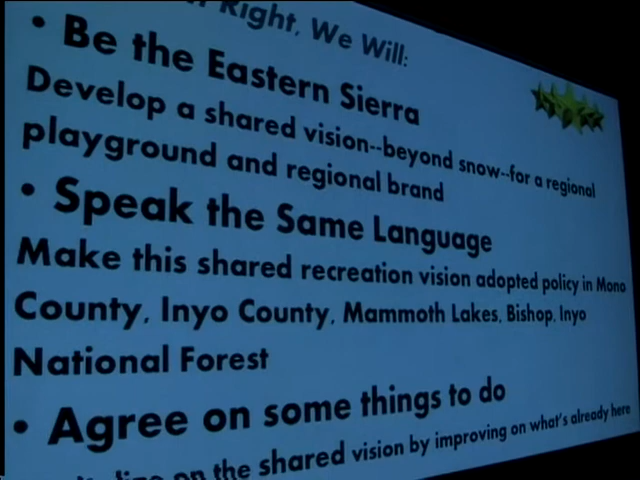 Right, We Will:
• Be the Eastern Sierra
Develop a shared vision--beyond snow--for a regional
playground and regional brand
• Speak the Same Language
Make this shared recreation vision adopted policy in Mono
County, Inyo County, Mammoth Lakes, Bishop, Inyo
National Forest
• Agree on some things to do
on the shared vision by improving on what's already here